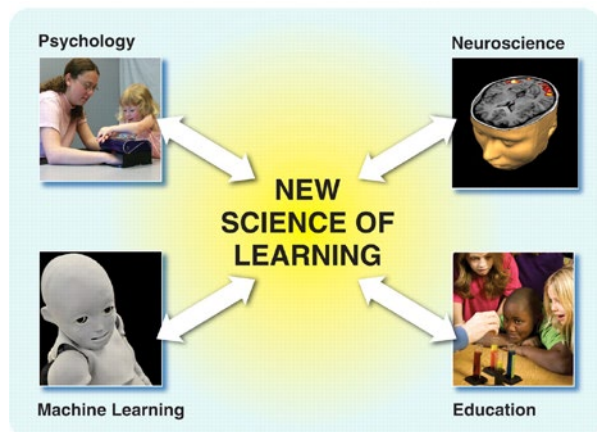 Psychology
Neuroscience
NEW
SCIENCE OF
LEARNING
Machine Learning
Education